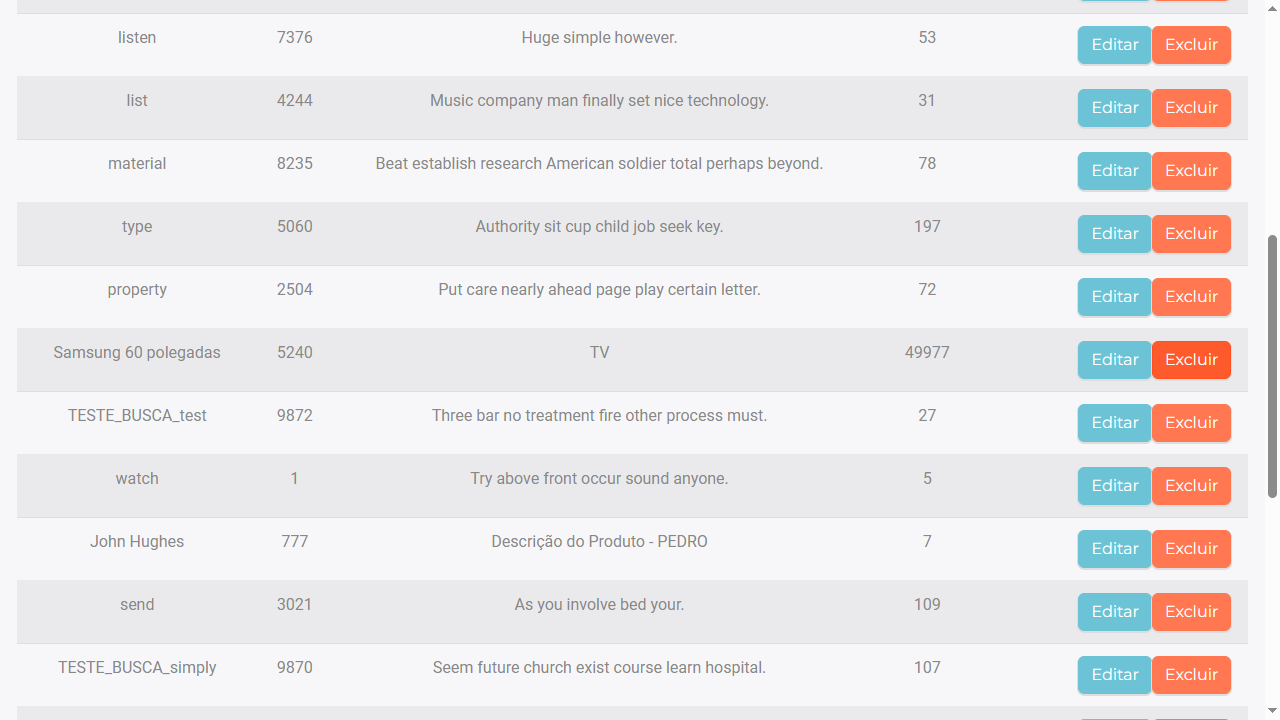 listen 7376 Huge simple however. 53 Editar Excluir
list 4244 Music company man finally set nice technology. 31 Editar Excluir
material 8235 Beat establish research American soldier total perhaps beyond. 78 Editar Excluir
type 5060 Authority sit cup child job seek key. 197 Editar Excluir
property 2504 Put care nearly ahead page play certain letter. 72 Editar Excluir
Samsung 60 polegadas 5240 TV 49977 Editar Excluir
TESTE_BUSCA_test 9872 Three bar no treatment fire other process must. 27 Editar Excluir
watch 1 Try above front occur sound anyone. 5 Editar Excluir
John Hughes 777 Descrição do Produto - PEDRO 7 Editar Excluir
send 3021 As you involve bed your. 109 Editar Excluir
TESTE_BUSCA_simply 9870 Seem future church exist course learn hospital. 107 Editar Excluir